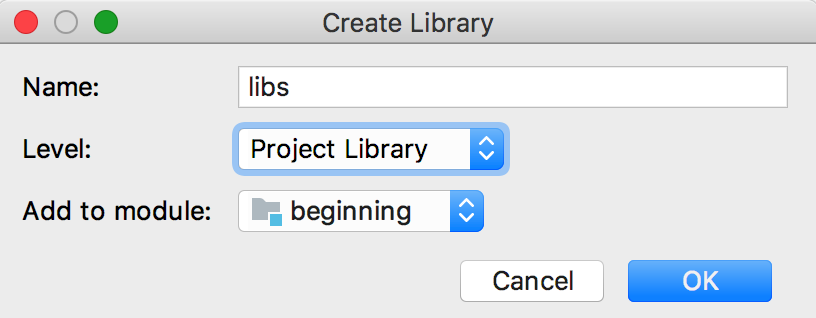 Create Library
Name: libs
Level: Project Library
Add to module: beginning
Cancel OK